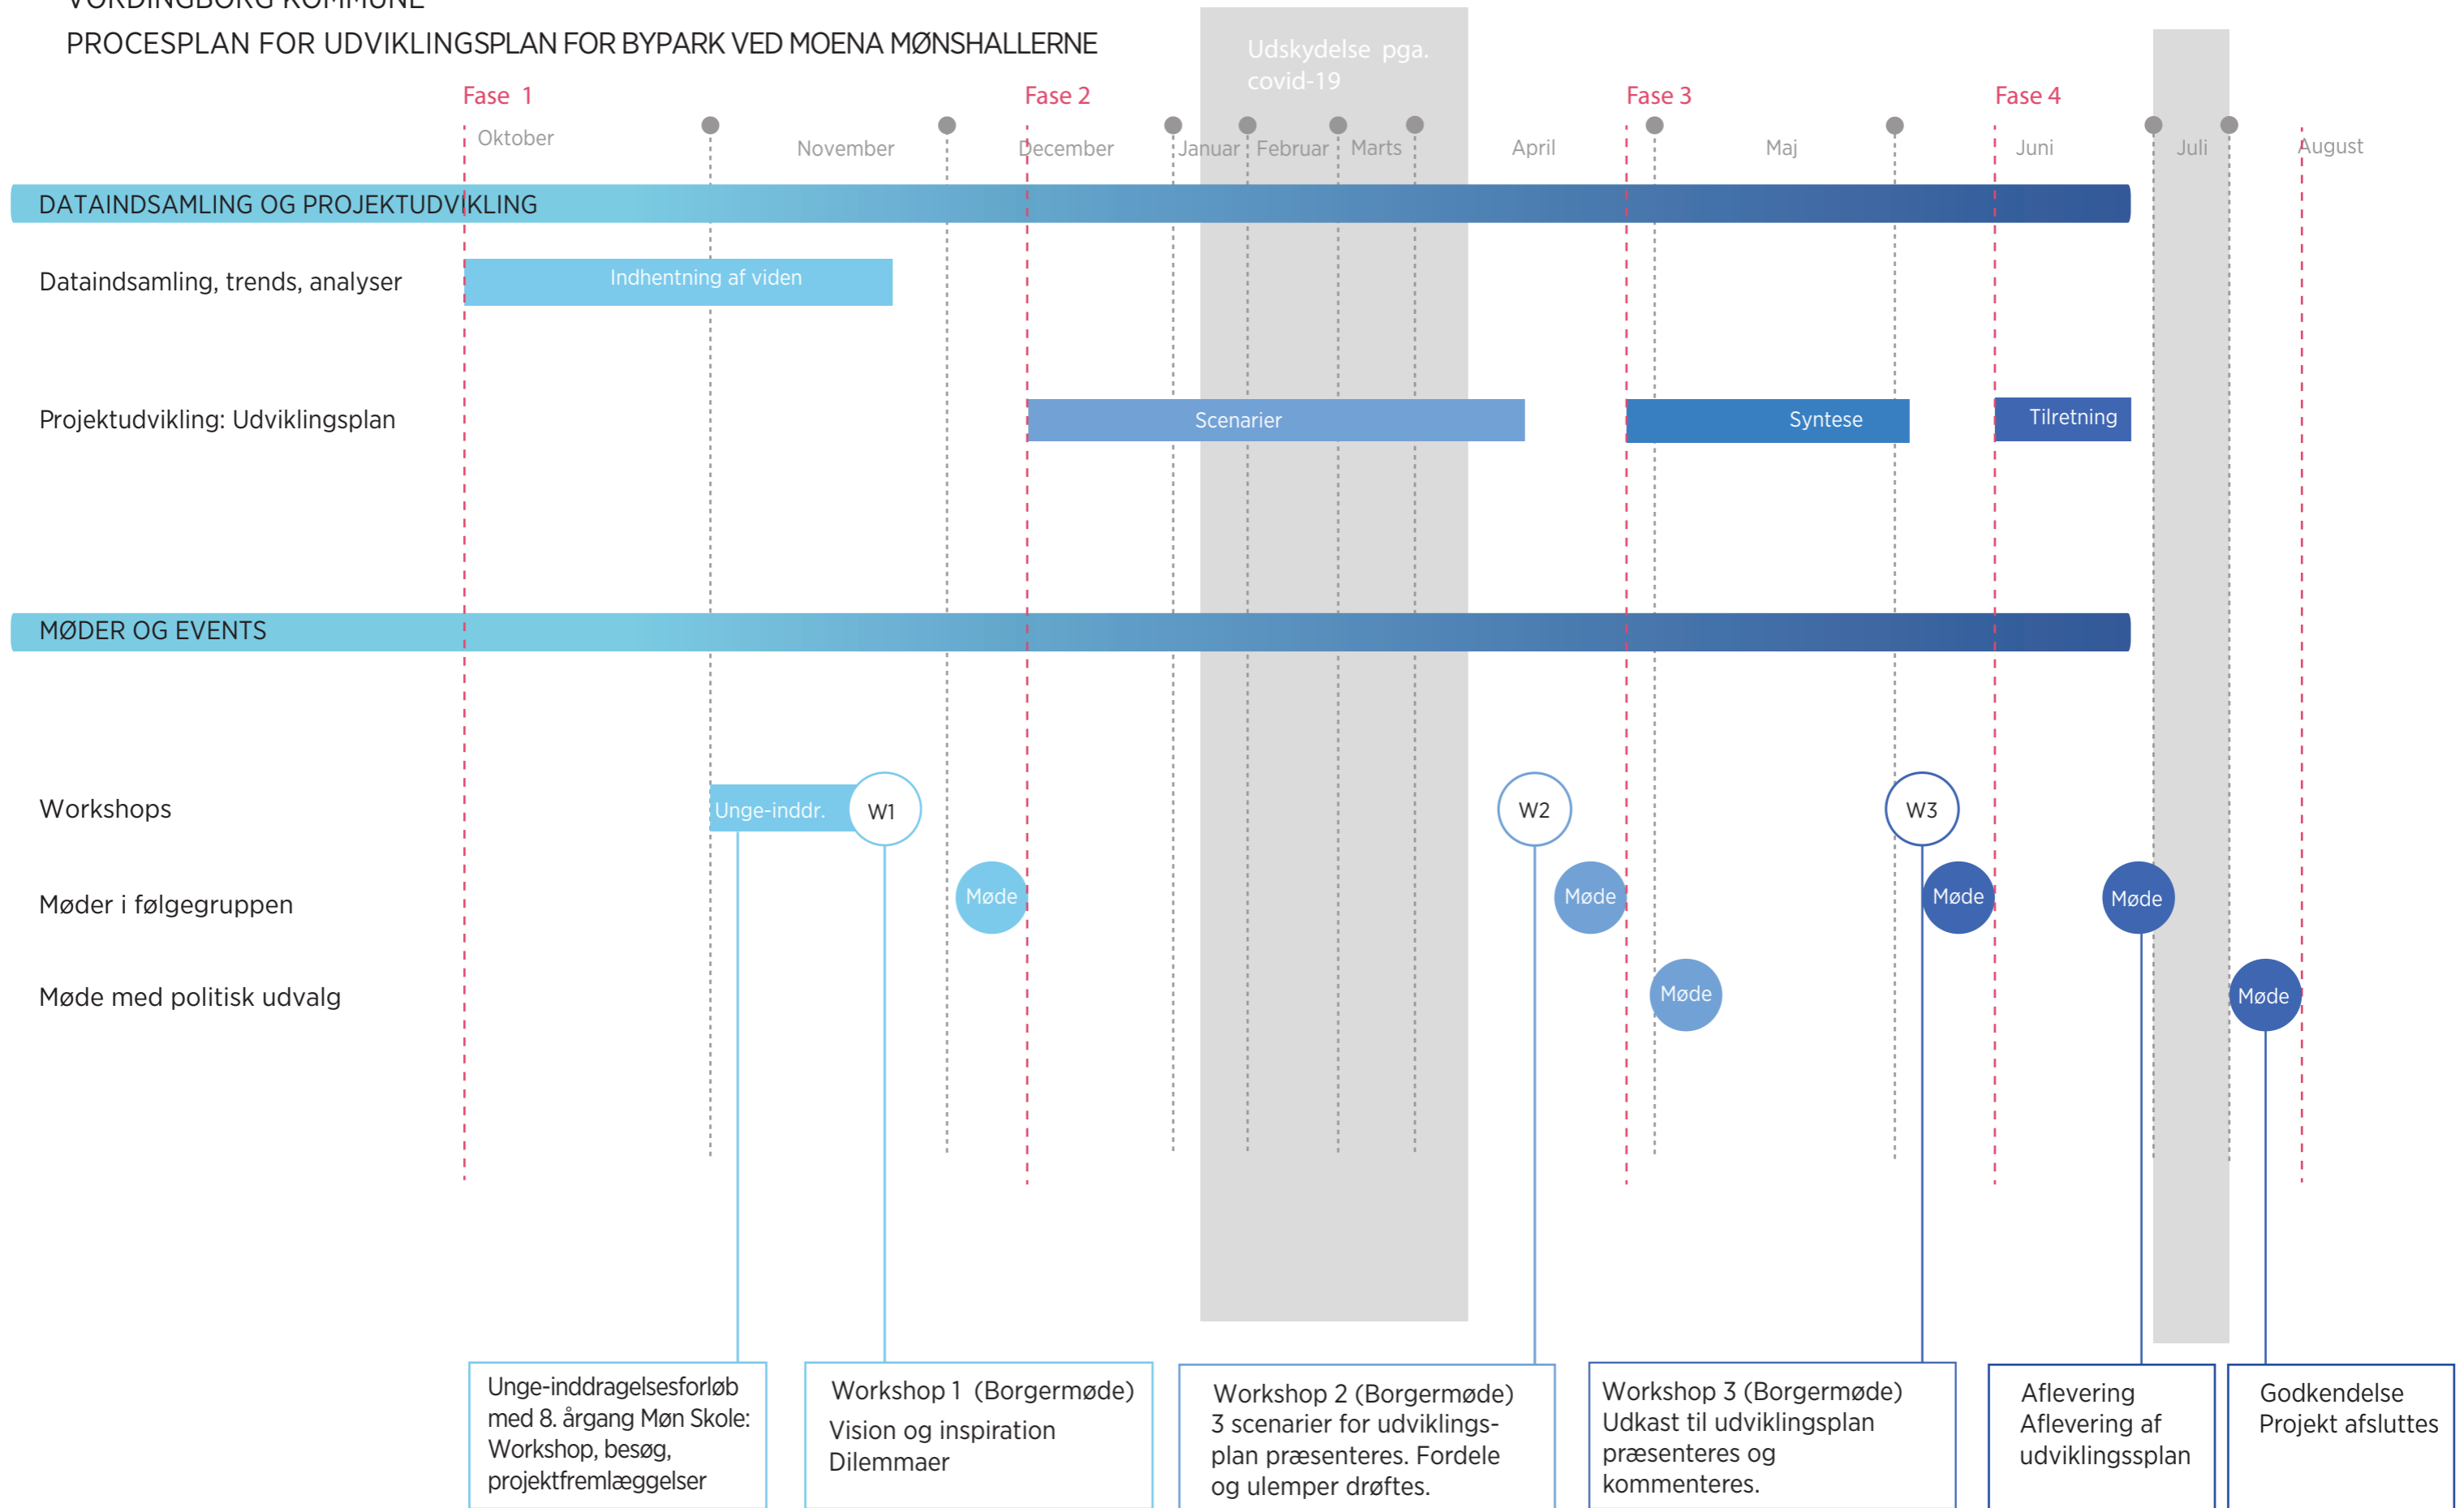 VORDINGBORG KOMMUNE
PROCESPLAN FOR UDVIKLINGSPLAN FOR BYPARK VED MOENA MØNSHALLERNE
Udskydelse pga.
covid-19
Fase 1
Fase 2
Fase 3
Fase 4
Oktober
November
December
Januar
Februar
Marts
April
Maj
Juni
Juli
August
DATAINDSAMLING OG PROJEKTUDVIKLING
Dataindsamling, trends, analyser
Indhentning af viden
Projektudvikling: Udviklingsplan
Scenarier
Syntese
Tilretning
MØDER OG EVENTS
Workshops
Unge-inddr.
W1
W2
W3
Møder i følgegruppen
Møde
Møde
Møde
Møde
Møde med politisk udvalg
Møde
Møde
Unge-inddragelsesforløb
med 8. årgang Møn Skole:
Workshop, besøg,
projektfremlæggelser
Workshop 1 (Borgermøde)
Vision og inspiration
Dilemmaer
Workshop 2 (Borgermøde)
3 scenarier for udviklings-
plan præsenteres. Fordele
og ulemper drøftes.
Workshop 3 (Borgermøde)
Udkast til udviklingsplan
præsenteres og
kommenteres.
Aflevering
Aflevering af
udviklingssplan
Godkendelse
Projekt afsluttes